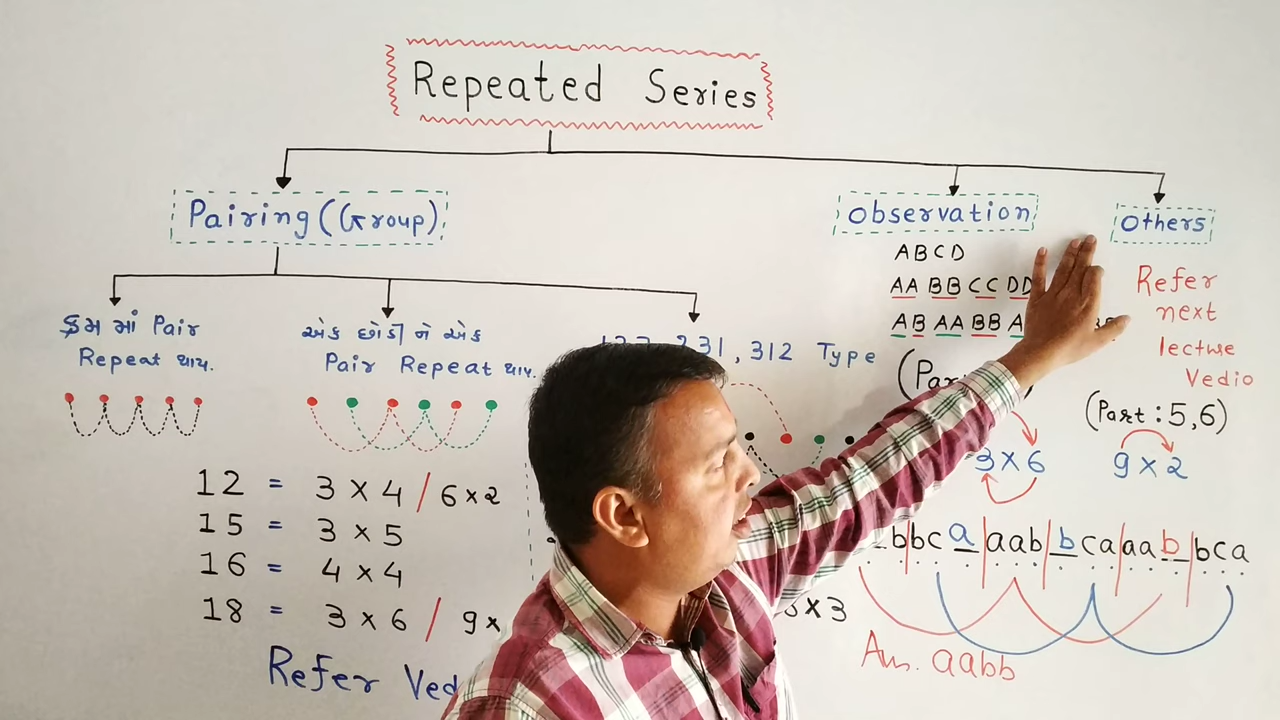 Repeated Series
Pairing (Group)
Observation
Others
ક્રમ માં Pair
Repeat થાય.
એક છોડીને એક
Pair Repeat થાય.
231, 312 Type
ABCD
AA BB CC DD
AB AA BB A
Refer
next
lecture
Vedio
(Part : 5,6)
3 × 6
9 × 2
12 = 3 × 4 / 6 × 2
15 = 3 × 5
16 = 4 × 4
18 = 3 × 6 / 9 ×
3 × 3
_ b|bc a|aab|b ca|aa b _|bca
Ans. aabb
Refer